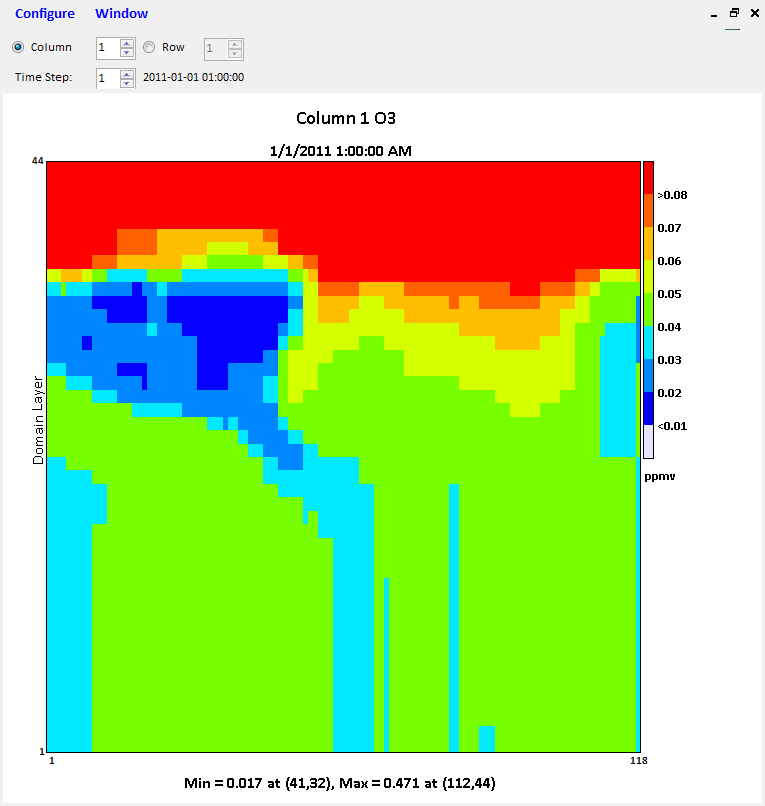 Configure Window
Column 1 Row 1
Time Step: 1 2011-01-01 01:00:00
Column 1 O3
1/1/2011 1:00:00 AM
44
>0.08
0.07
0.06
0.05
0.04
0.03
0.02
<0.01
ppmv
Domain Layer
1
1 118
Min = 0.017 at (41,32), Max = 0.471 at (112,44)